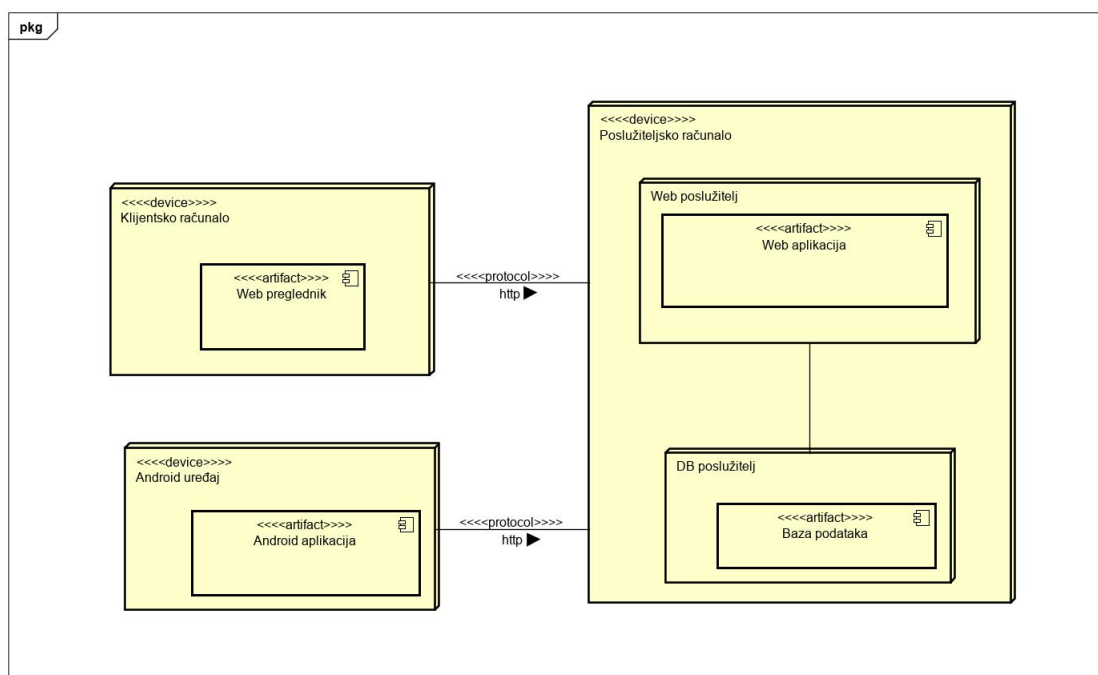 pkg
<<<<device>>>>
Klijentsko računalo
<<<<artifact>>>>
Web preglednik
<<<<protocol>>>>
http
<<<<device>>>>
Poslužiteljsko računalo
Web poslužitelj
<<<<artifact>>>>
Web aplikacija
<<<<device>>>>
Android uređaj
<<<<artifact>>>>
Android aplikacija
<<<<protocol>>>>
http
DB poslužitelj
<<<<artifact>>>>
Baza podataka